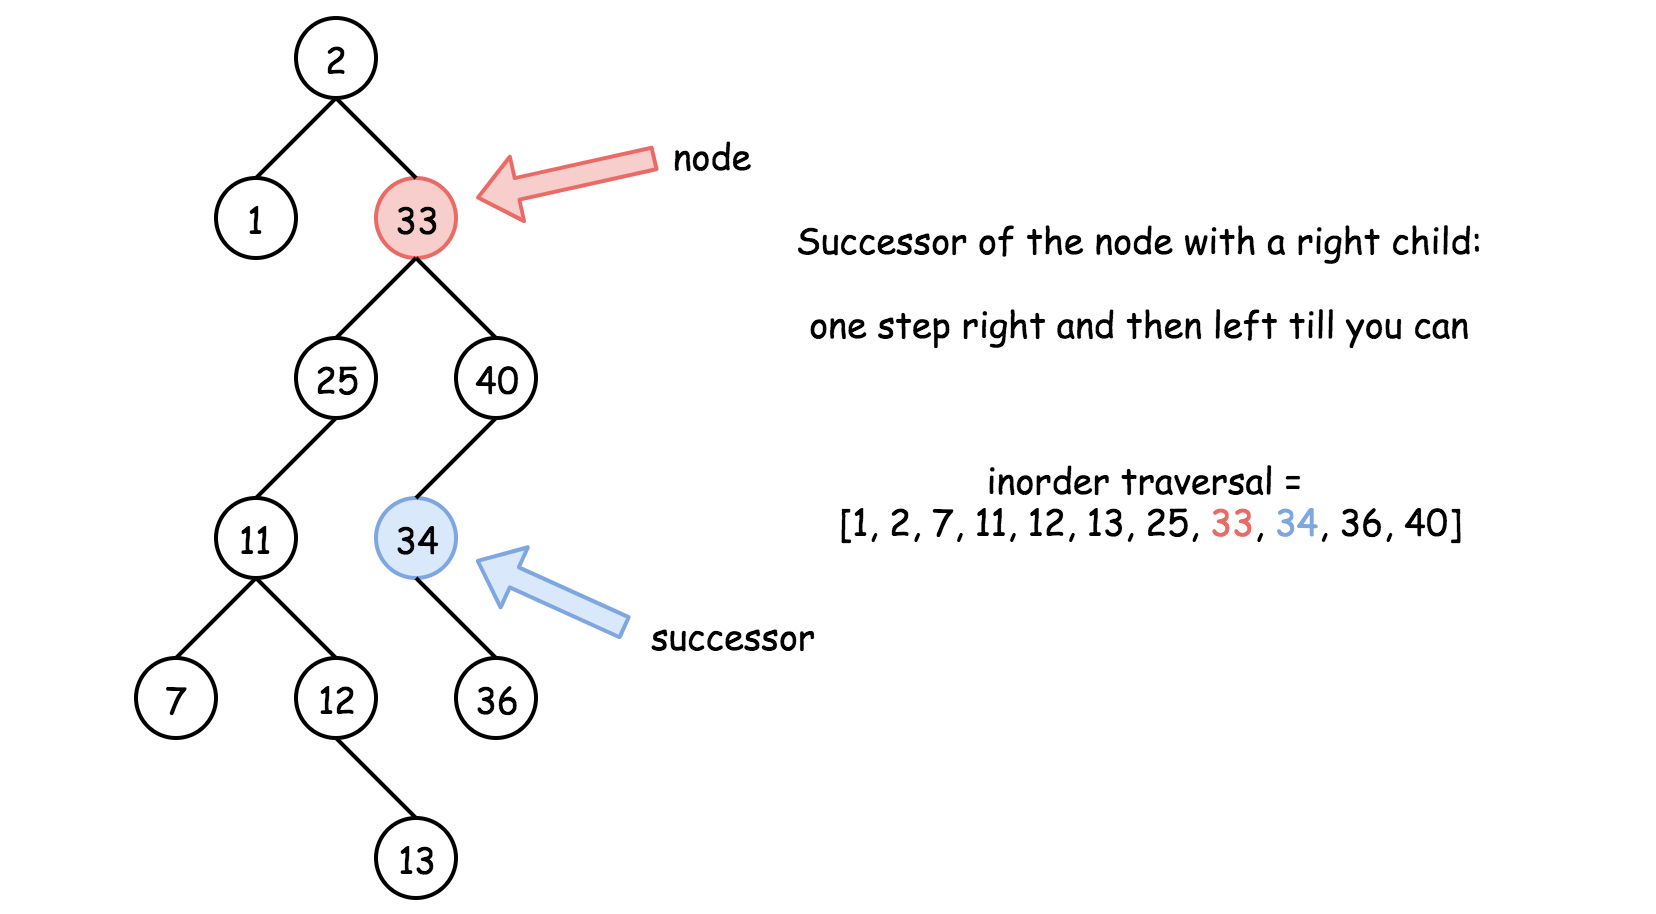 2
node
1
33
Successor of the node with a right child:
one step right and then left till you can
25
40
inorder traversal =
[1, 2, 7, 11, 12, 13, 25, 33, 34, 36, 40]
11
34
successor
7
12
36
13